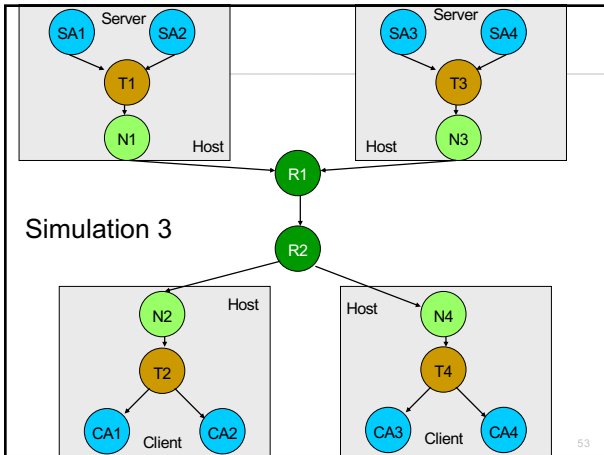 Server
Server
SA1
SA2
SA3
SA4
T1
T3
N1
N3
Host
Host
R1
Simulation 3
R2
N2
Host
Host
N4
T2
T4
CA1
CA2
CA3
CA4
Client
Client
53